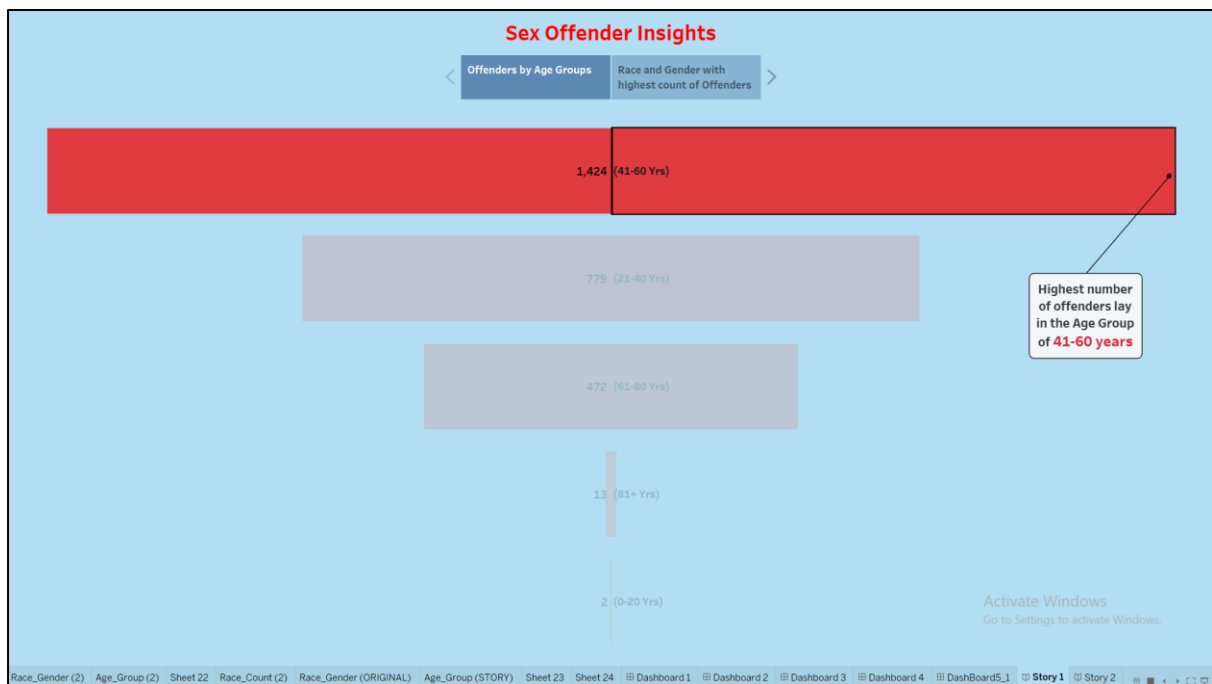 Sex Offender Insights
Offenders by Age Groups
Race and Gender with
highest count of Offenders
1,424 (41-60 Yrs)
779 (21-40 Yrs)
Highest number
of offenders lay
in the Age Group
of 41-60 years
472 (61-80 Yrs)
13 (81+ Yrs)
2 (0-20 Yrs)
Activate Windows
Go to Settings to activate Windows.
Race_Gender (2) Age_Group (2) Sheet 22 Race_Count (2) Race_Gender (ORIGINAL) Age_Group (STORY) Sheet 23 Sheet 24 Dashboard 1 Dashboard 2 Dashboard 3 Dashboard 4 DashBoard5_1 Story 1 Story 2